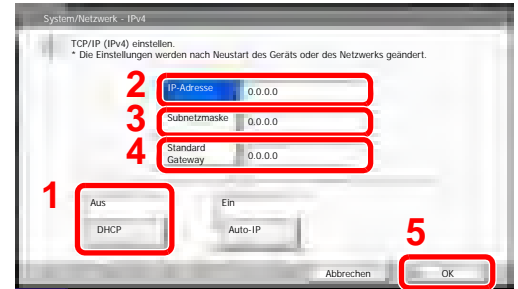 System/Netzwerk - IPv4
TCP/IP (IPv4) einstellen.
* Die Einstellungen werden nach Neustart des Geräts oder des Netzwerks geändert.
2 IP-Adresse 0.0.0.0
3 Subnetzmaske 0.0.0.0
4 Standard Gateway 0.0.0.0
1
Aus Ein
DHCP Auto-IP
5
Abbrechen OK